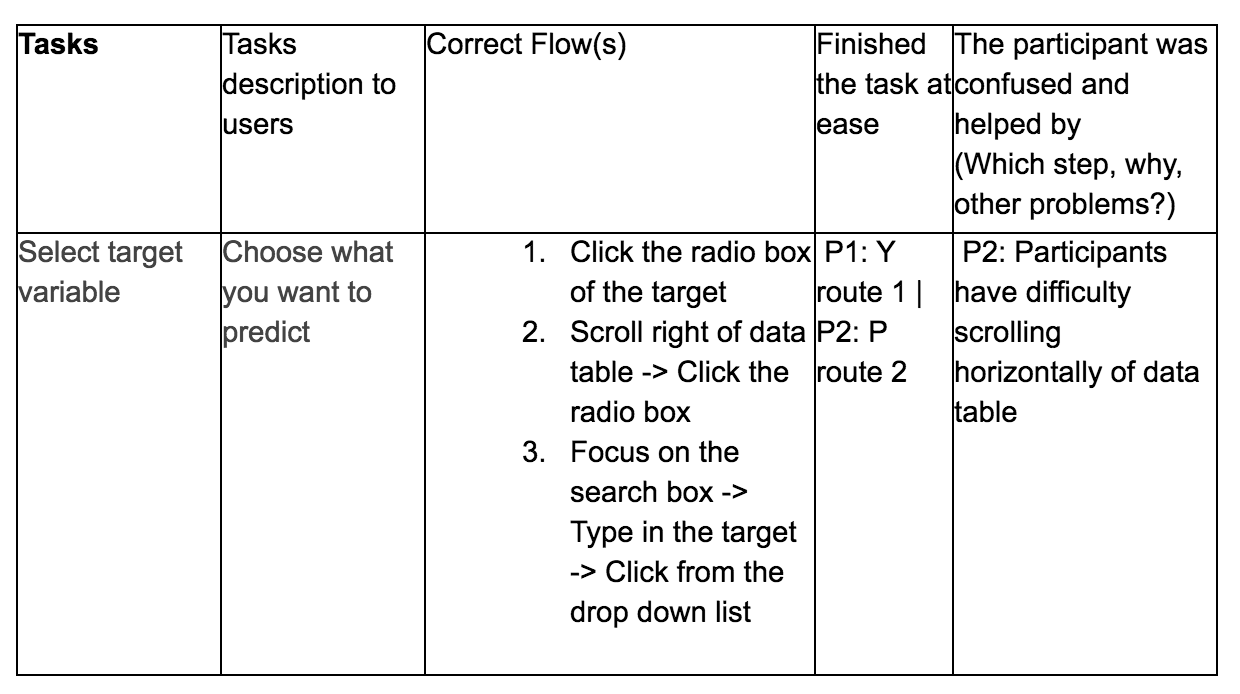 Tasks
Tasks
description to
users
Correct Flow(s)
Finished
the task at
ease
The participant was
confused and
helped by
(Which step, why,
other problems?)
Select target
variable
Choose what
you want to
predict
1. Click the radio box
of the target
2. Scroll right of data
table -> Click the
radio box
3. Focus on the
search box ->
Type in the target
-> Click from the
drop down list
P1: Y
route 1 |
P2: P
route 2
P2: Participants
have difficulty
scrolling
horizontally of data
table